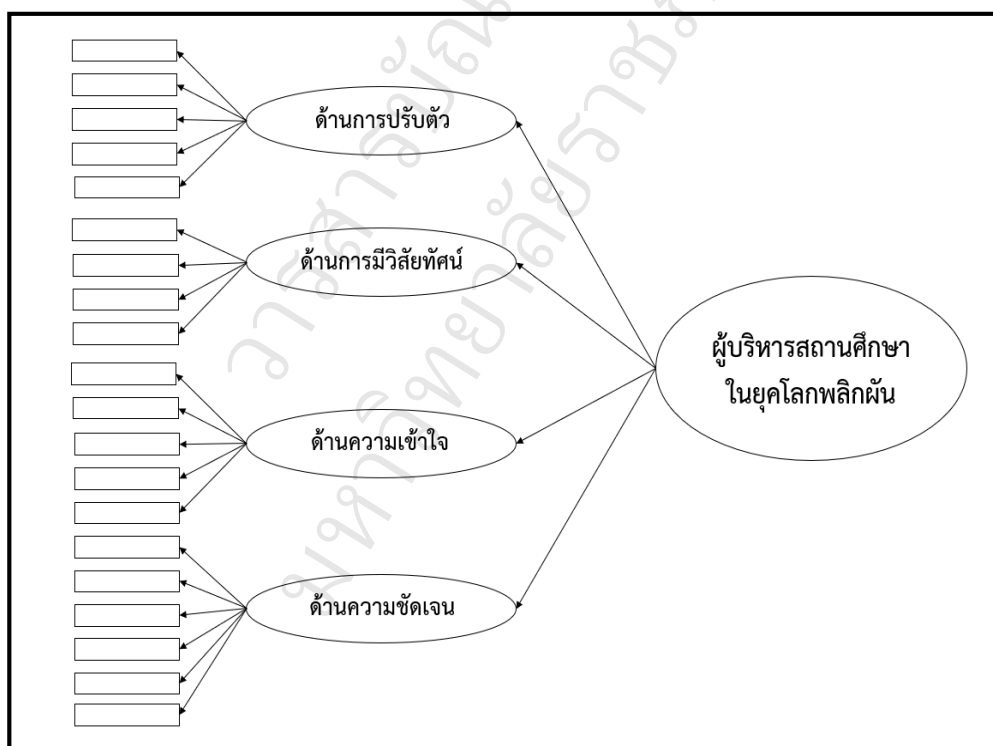 ด้านการปรับตัว
ด้านการมีวิสัยทัศน์
ผู้บริหารสถานศึกษา
ในยุคโลกพลิกผัน
ด้านความเข้าใจ
ด้านความชัดเจน